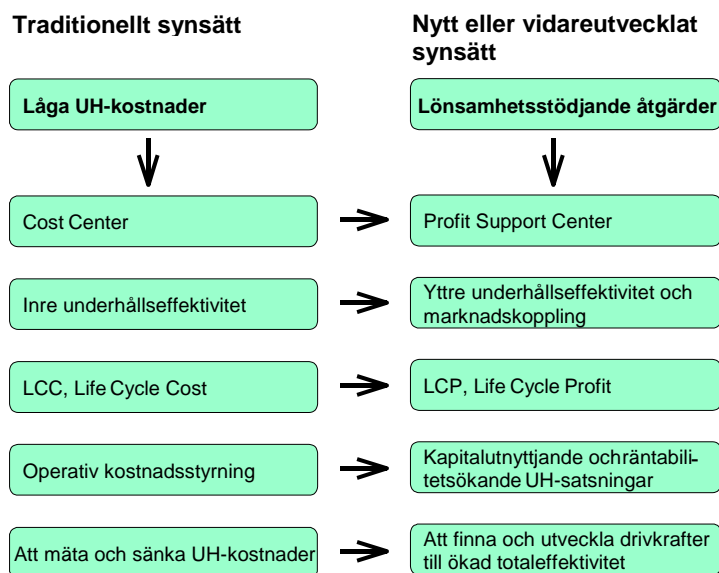 Traditionellt synsätt
Nytt eller vidareutvecklat
synsätt
Låga UH-kostnader
Lönsamhetsstödjande åtgärder
Cost Center
Profit Support Center
Inre underhållseffektivitet
Yttre underhållseffektivitet och
marknadskoppling
LCC, Life Cycle Cost
LCP, Life Cycle Profit
Operativ kostnadsstyrning
Kapitalutnyttjande ochräntabili-
tetsökande UH-satsningar
Att mäta och sänka UH-kostnader
Att finna och utveckla drivkrafter
till ökad totaleffektivitet